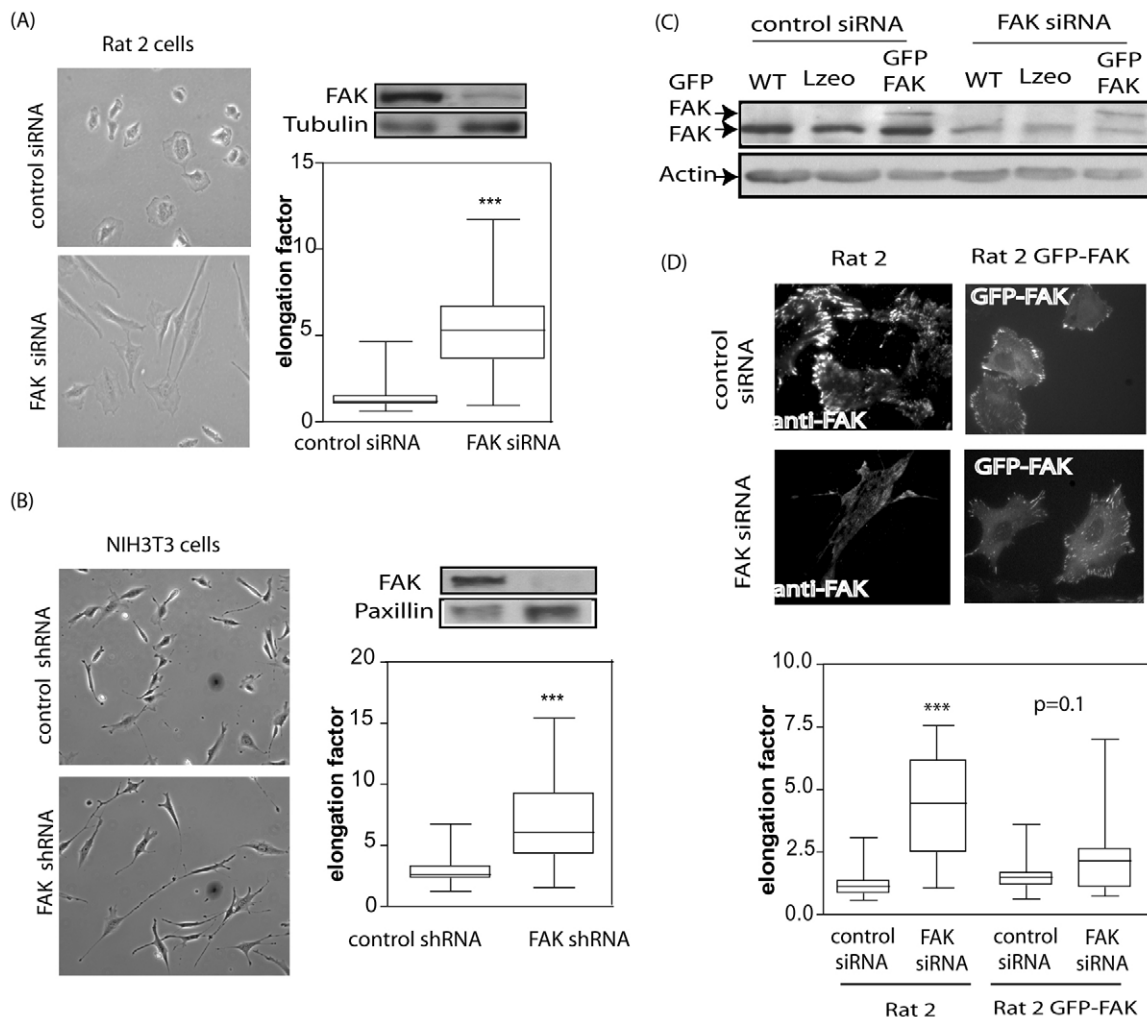 (A)
Rat 2 cells
control siRNA
FAK siRNA
FAK
Tubulin
elongation factor
15
10
5
0
***
control siRNA
FAK siRNA
(B)
NIH3T3 cells
control shRNA
FAK shRNA
FAK
Paxillin
elongation factor
20
15
10
5
0
***
control shRNA
FAK shRNA
(C)
control siRNA
FAK siRNA
WT
Lzeo
GFP
FAK
WT
Lzeo
GFP
FAK
GFP
FAK
FAK
Actin
(D)
Rat 2
Rat 2 GFP-FAK
control
siRNA
anti-FAK
GFP-FAK
FAK siRNA
anti-FAK
GFP-FAK
elongation factor
10.0
7.5
5.0
2.5
0.0
***
p=0.1
control
siRNA
FAK
siRNA
control
siRNA
FAK
siRNA
Rat 2
Rat 2 GFP-FAK